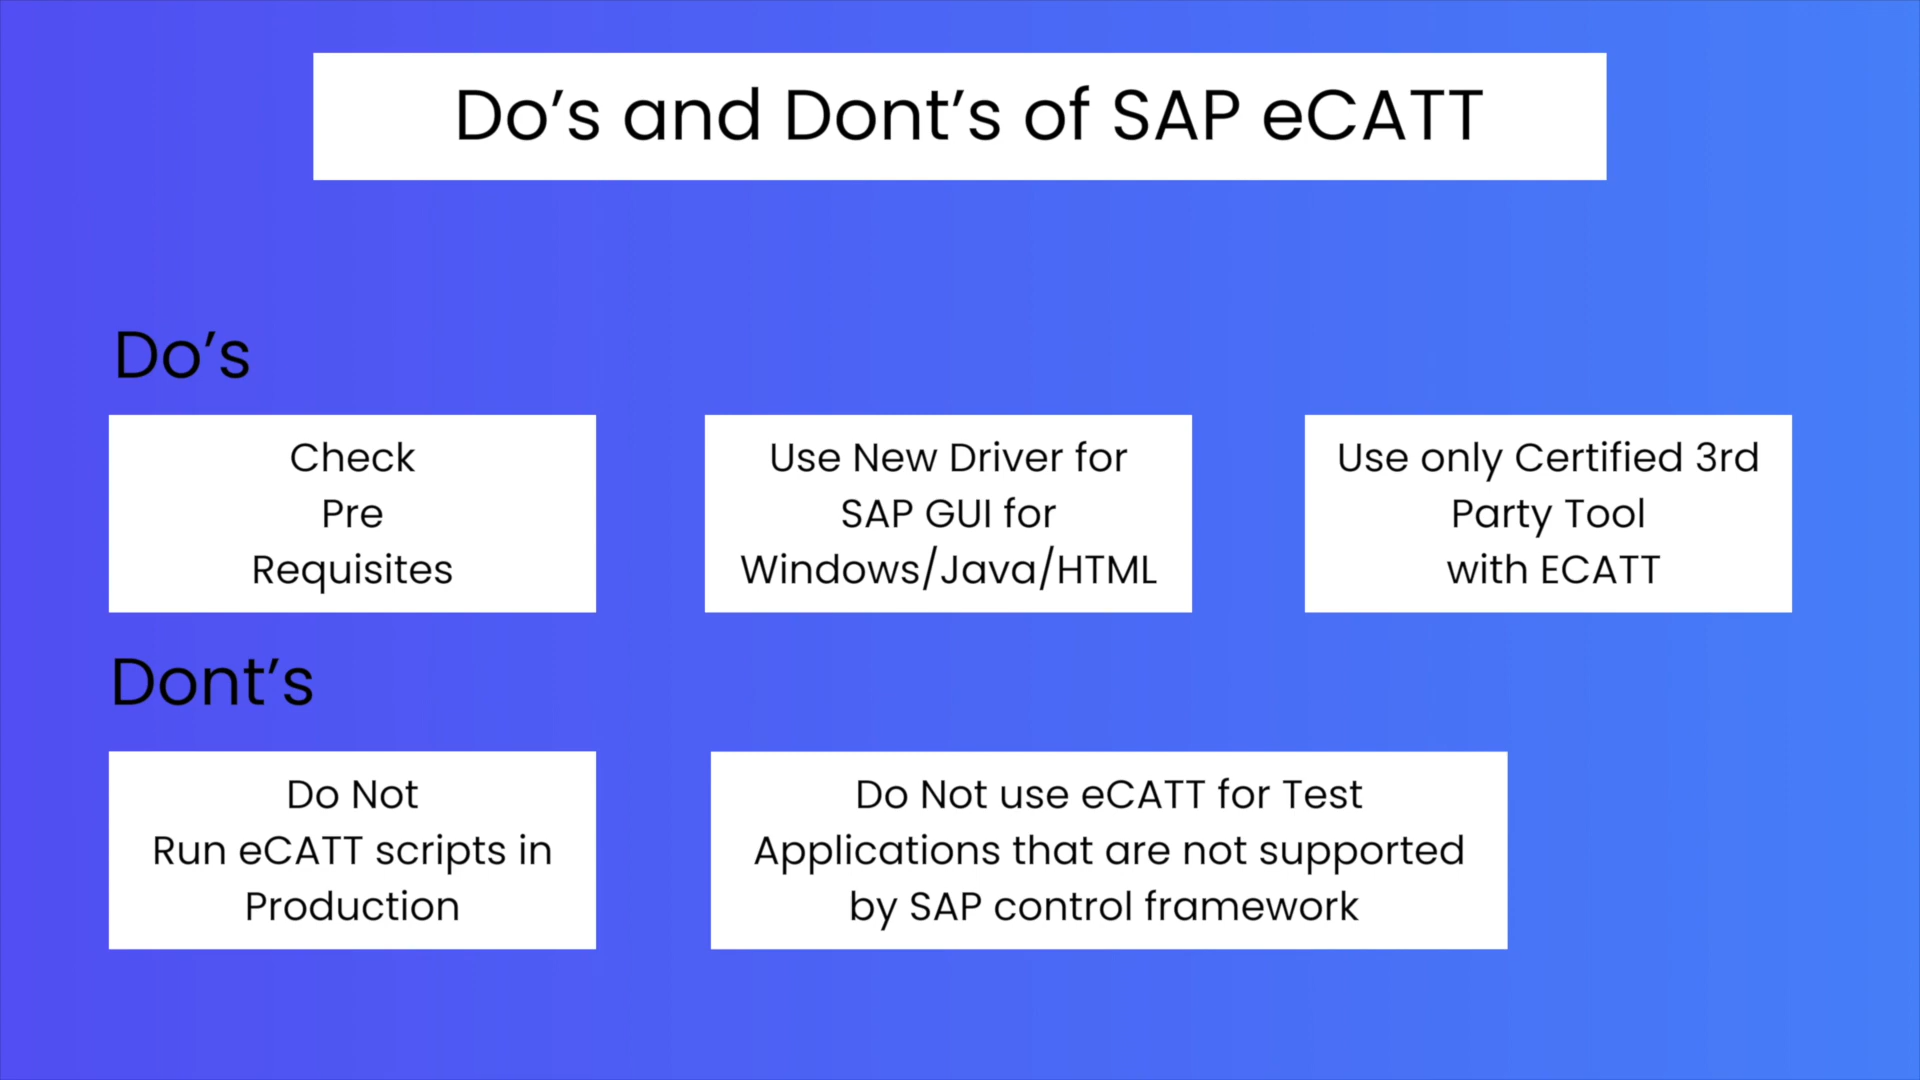 Do’s and Dont’s of SAP eCATT
Do’s
Check
Pre
Requisites
Use New Driver for
SAP GUI for
Windows/Java/HTML
Use only Certified 3rd
Party Tool
with ECATT
Dont’s
Do Not
Run eCATT scripts in
Production
Do Not use eCATT for Test
Applications that are not supported
by SAP control framework